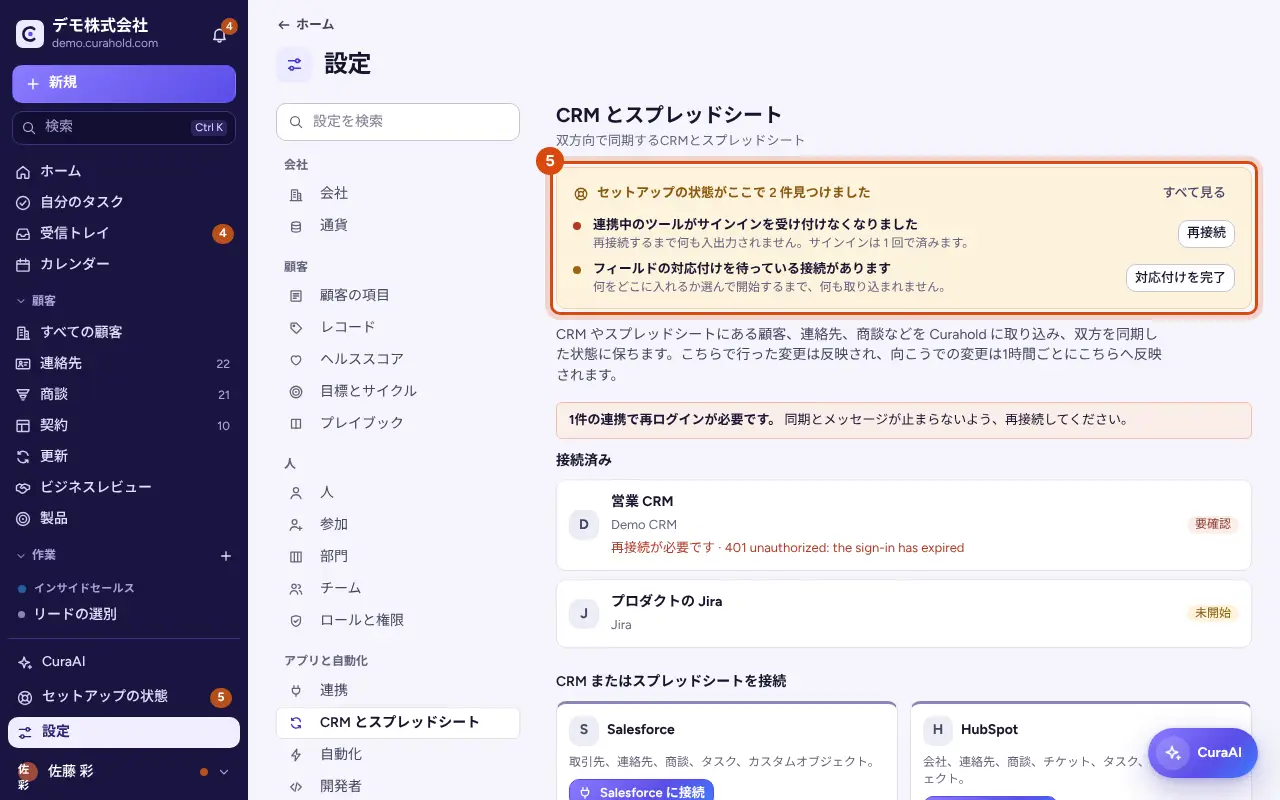 デモ株式会社
demo.curahold.com
4
新規
検索
Ctrl K
ホーム
自分のタスク
受信トレイ
4
カレンダー
顧客
すべての顧客
連絡先
22
商談
21
契約
10
更新
ビジネスレビュー
製品
作業
インサイドセールス
リードの選別
CuraAI
セットアップの状態
5
設定
佐彩
佐藤 彩
ホーム
設定
設定を検索
会社
会社
通貨
顧客
顧客の項目
レコード
ヘルススコア
目標とサイクル
プレイブック
人
人
参加
部門
チーム
ロールと権限
アプリと自動化
連携
CRM とスプレッドシート
自動化
開発者
CRM とスプレッドシート
双方向で同期するCRMとスプレッドシート
5
セットアップの状態がここで 2 件見つけました
すべて見る
連携中のツールがサインインを受け付けなくなりました
再接続するまで何も入出力されません。サインインは 1 回で済みます。
再接続
フィールドの対応付けを待っている接続があります
何をどこに入れるか選んで開始するまで、何も取り込まれません。
対応付けを完了
CRM やスプレッドシートにある顧客、連絡先、商談などを Curahold に取り込み、双方を同期し
た状態に保ちます。こちらで行った変更は反映され、向こうでの変更は1時間ごとにこちらへ反映
されます。
1件の連携で再ログインが必要です。 同期とメッセージが止まらないよう、再接続してください。
接続済み
D
営業 CRM
Demo CRM
再接続が必要です · 401 unauthorized: the sign-in has expired
要確認
J
プロダクトの Jira
Jira
未開始
CRM またはスプレッドシートを接続
S
Salesforce
取引先、連絡先、商談、タスク、カスタムオブジェクト。
Salesforce に接続
H
HubSpot
会社、連絡先、商談、チケット、タスク、
ェクト。
CuraAI